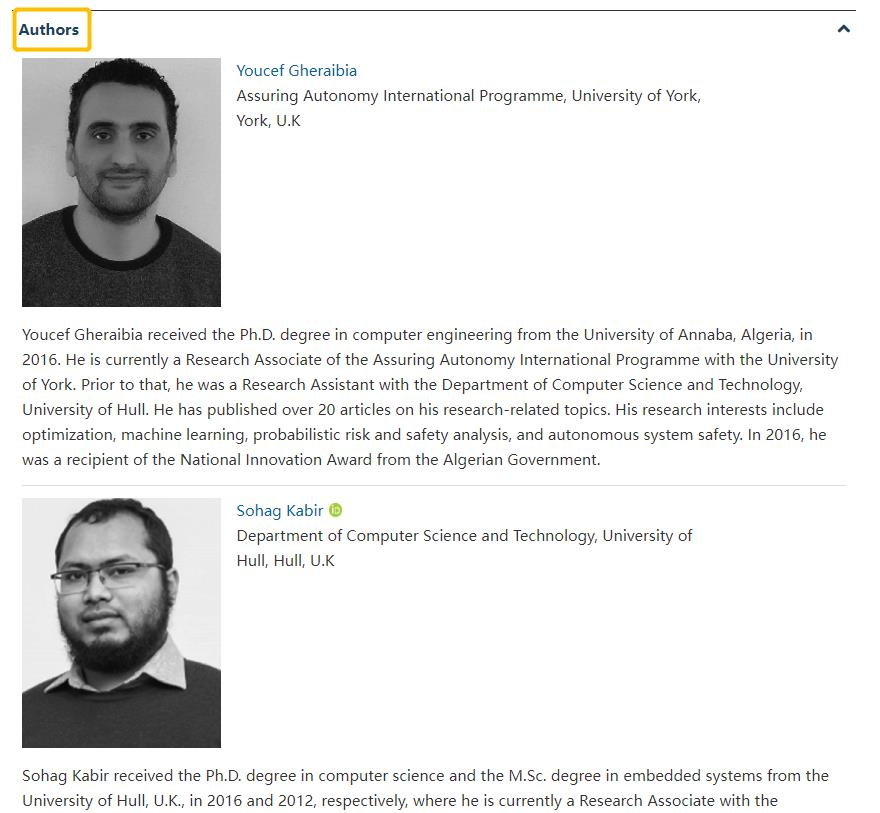 Authors
Youcef Gheraibia
Assuring Autonomy International Programme, University of York,
York, U.K
Youcef Gheraibia received the Ph.D. degree in computer engineering from the University of Annaba, Algeria, in
2016. He is currently a Research Associate of the Assuring Autonomy International Programme with the University
of York. Prior to that, he was a Research Assistant with the Department of Computer Science and Technology,
University of Hull. He has published over 20 articles on his research-related topics. His research interests include
optimization, machine learning, probabilistic risk and safety analysis, and autonomous system safety. In 2016, he
was a recipient of the National Innovation Award from the Algerian Government.
Sohag Kabir iD
Department of Computer Science and Technology, University of
Hull, Hull, U.K
Sohag Kabir received the Ph.D. degree in computer science and the M.Sc. degree in embedded systems from the
University of Hull, U.K., in 2016 and 2012, respectively, where he is currently a Research Associate with the